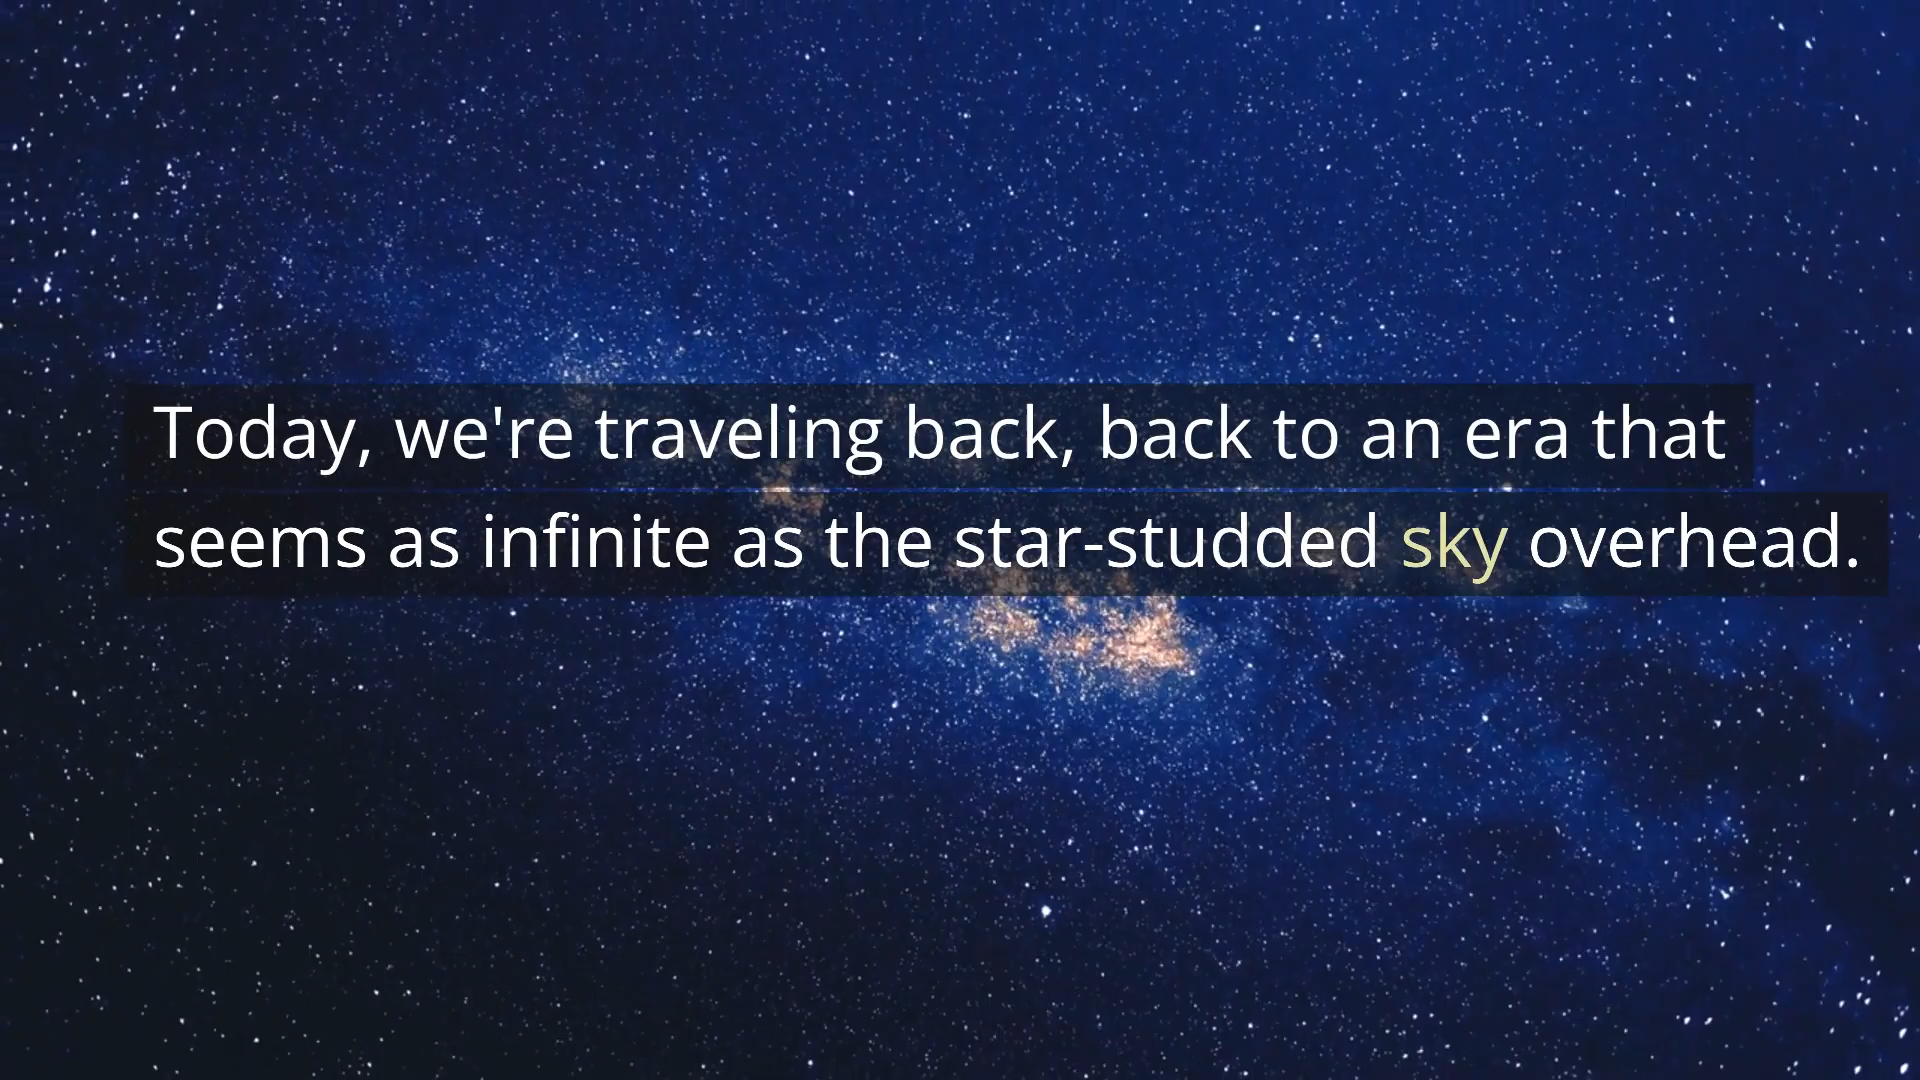 Today, we're traveling back, back to an era that
seems as infinite as the star-studded sky overhead.